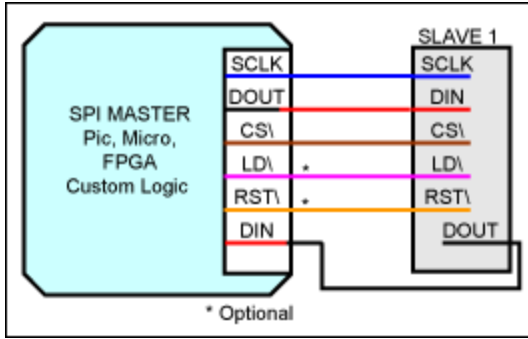 SPI MASTER
Pic, Micro,
FPGA
Custom Logic
SCLK
DOUT
CS\
LD\ *
RST\ *
DIN
SLAVE 1
SCLK
DIN
CS\
LD\
RST\
DOUT
* Optional